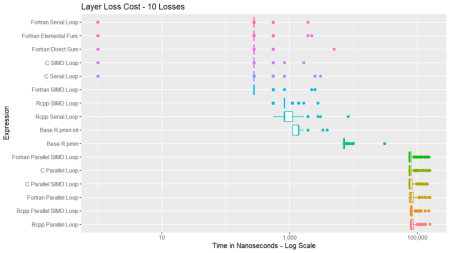 Layer Loss Cost - 10 Losses
Fortran Serial Loop
Fortran Elemental Func
Fortran Direct Sum
C SIMD Loop
C Serial Loop
Fortran SIMD Loop
Rcpp SIMD Loop
Rcpp Serial Loop
Base R pmin.int
Base R pmin
Fortran Parallel SIMD Loop
C Parallel Loop
C Parallel SIMD Loop
Fortran Parallel Loop
Rcpp Parallel SIMD Loop
Rcpp Parallel Loop
Expression
10
1,000
100,000
Time in Nanoseconds - Log Scale